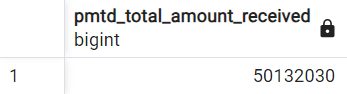 pmtd_total_amount_received
bigint
1
50132030